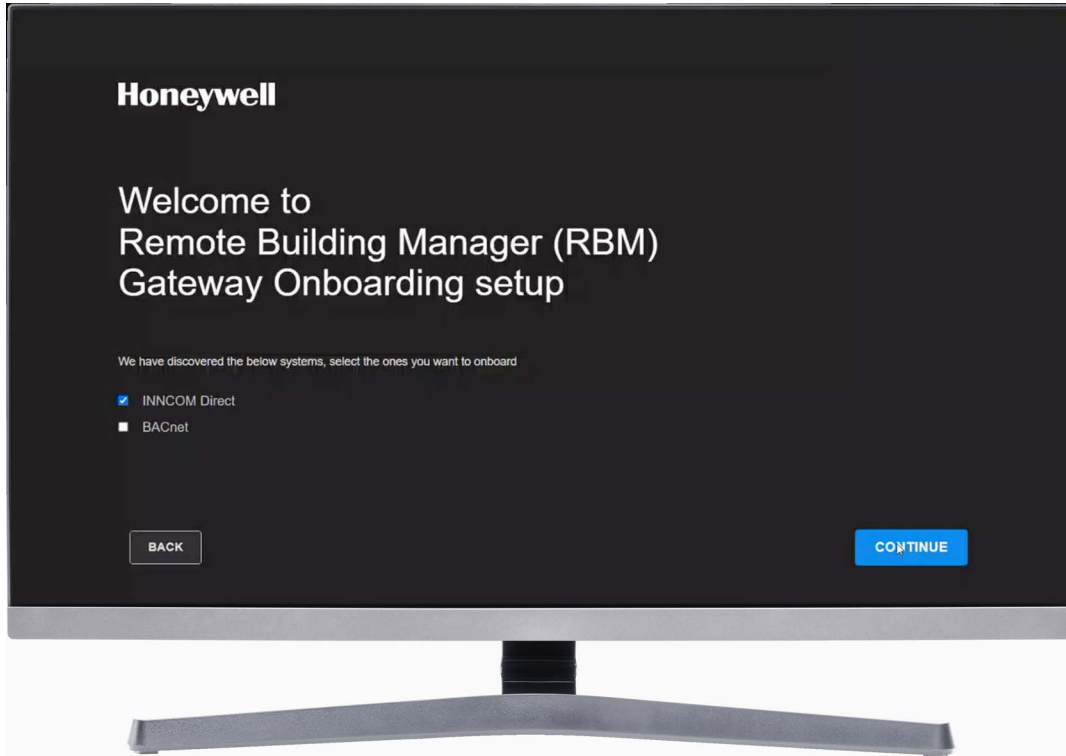 Honeywell
Welcome to
Remote Building Manager (RBM)
Gateway Onboarding setup
We have discovered the below systems, select the ones you want to onboard
INNCOM Direct
BACnet
BACK
CONTINUE